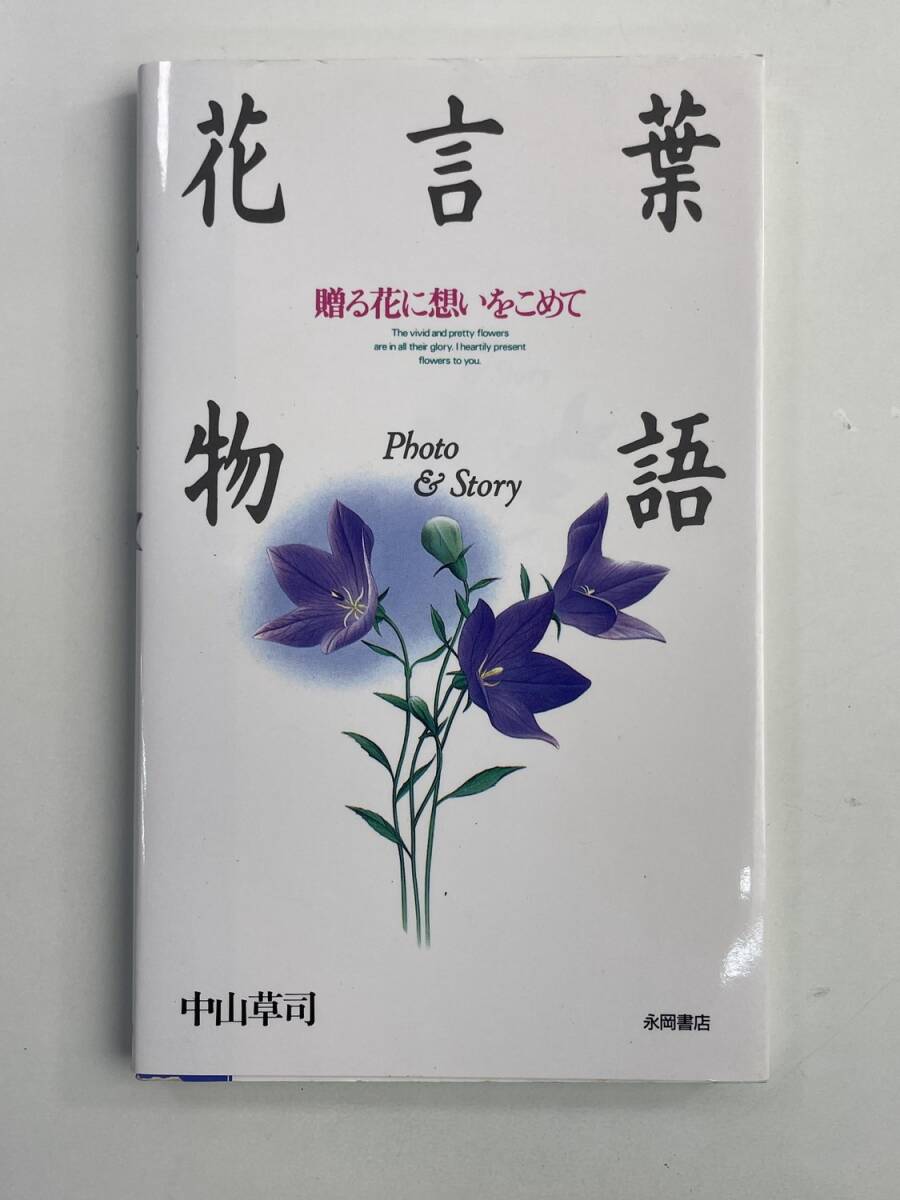 花言葉
贈る花に想いをこめて
The vivid and pretty flowers
are in all their glory. I heartily present
flowers to you.
物語
Photo
& Story
中山草司
永岡書店